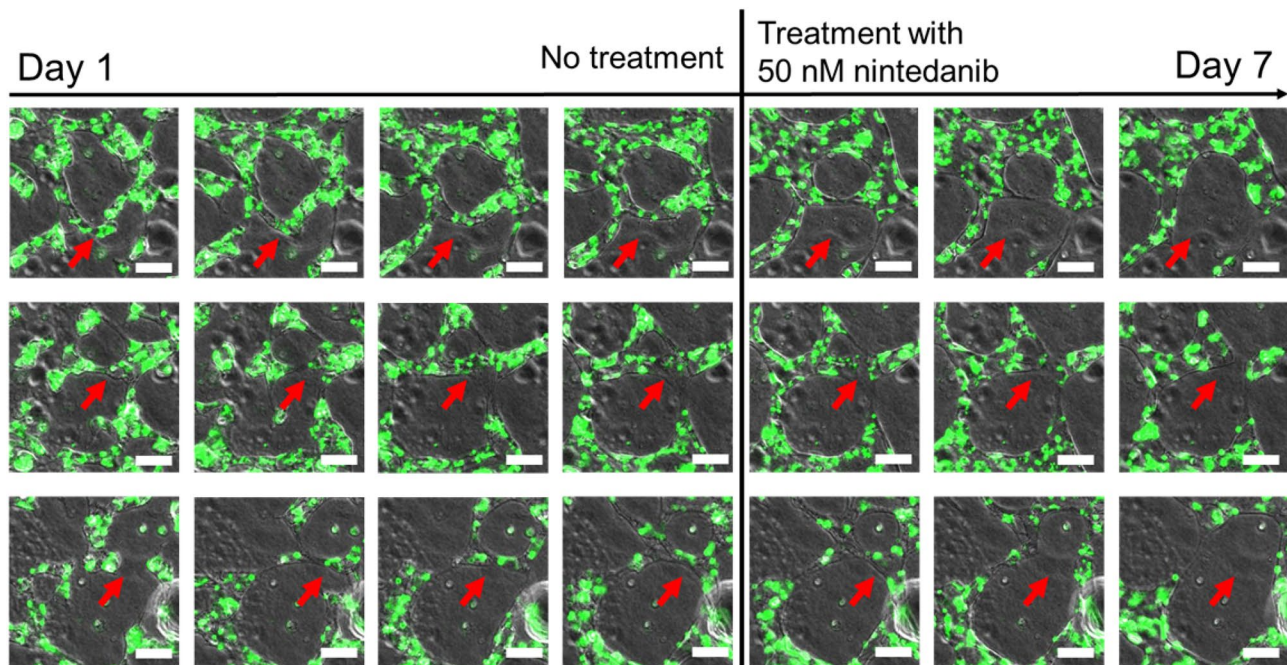 Day 1
No treatment
Treatment with
50 nM nintedanib
Day 7